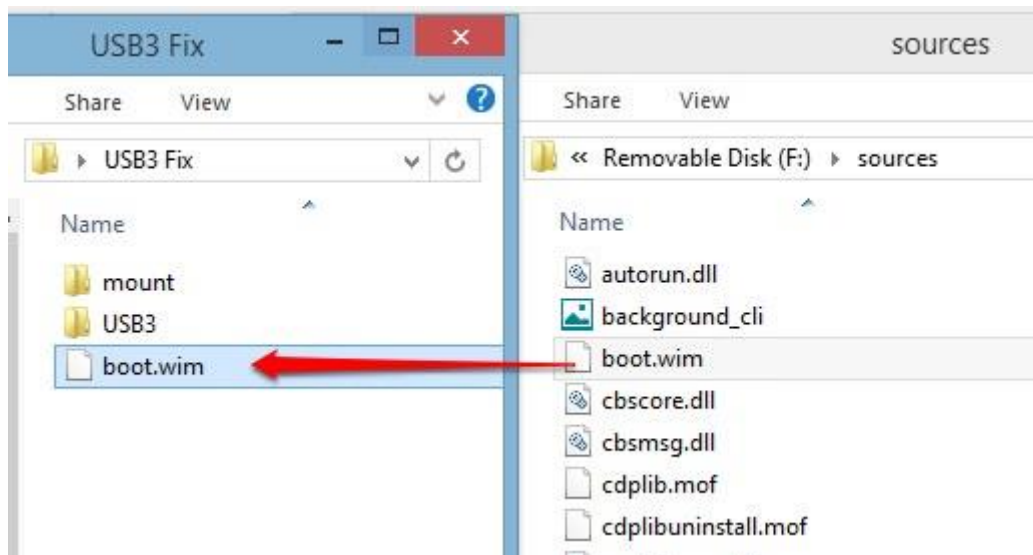 USB3 Fix
Share View
USB3 Fix
Name
mount
USB3
boot.wim
sources
Share View
« Removable Disk (F:) sources
Name
autorun.dll
background_cli
boot.wim
cbscore.dll
cbsmsg.dll
cdplib.mof
cdplibuninstall.mof